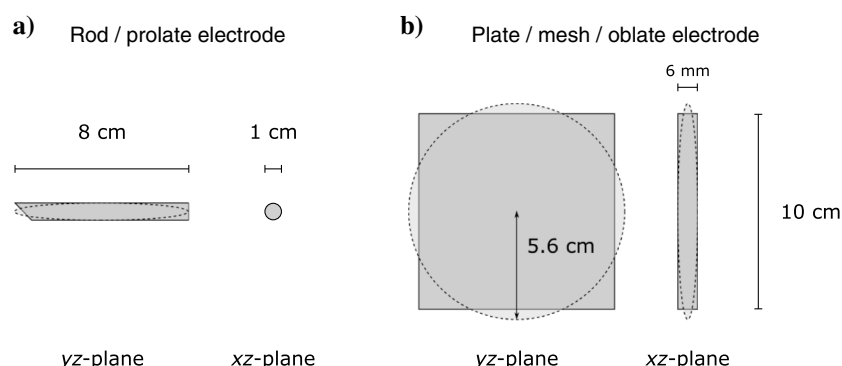 a) Rod / prolate electrode
8 cm
1 cm
yz-plane
xz-plane
b) Plate / mesh / oblate electrode
6 mm
5.6 cm
10 cm
yz-plane
xz-plane